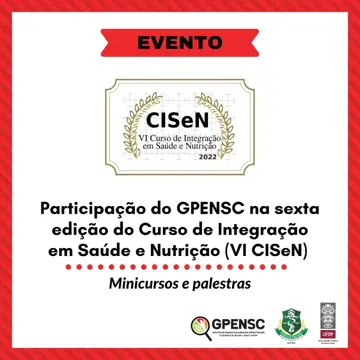 EVENTO
CISeN
VI Curso de Integração
em Saúde e Nutrição
2022
Participação do GPENSC na sexta
edição do Curso de Integração
em Saúde e Nutrição (VI CISeN)
Minicursos e palestras
GPENSC
UFOP